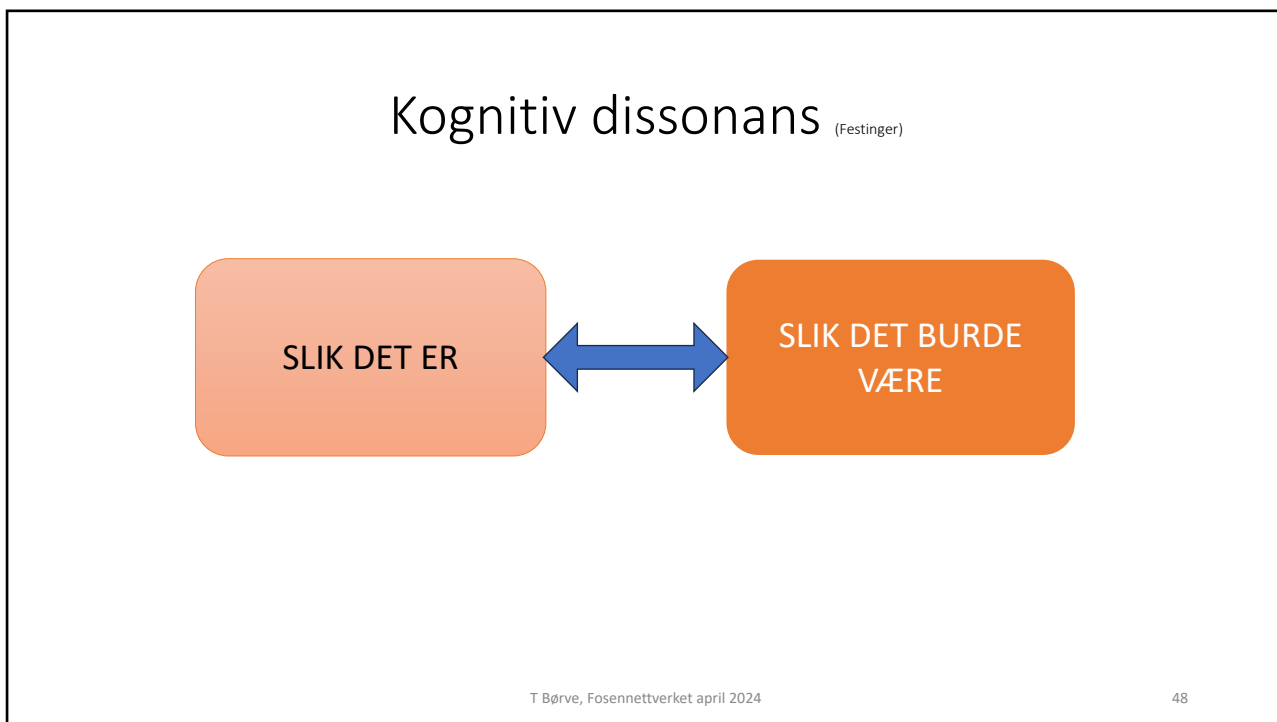 Kognitiv dissonans (Festinger)
SLIK DET ER
SLIK DET BURDE
VÆRE
T Børve, Fosennettverket april 2024
48